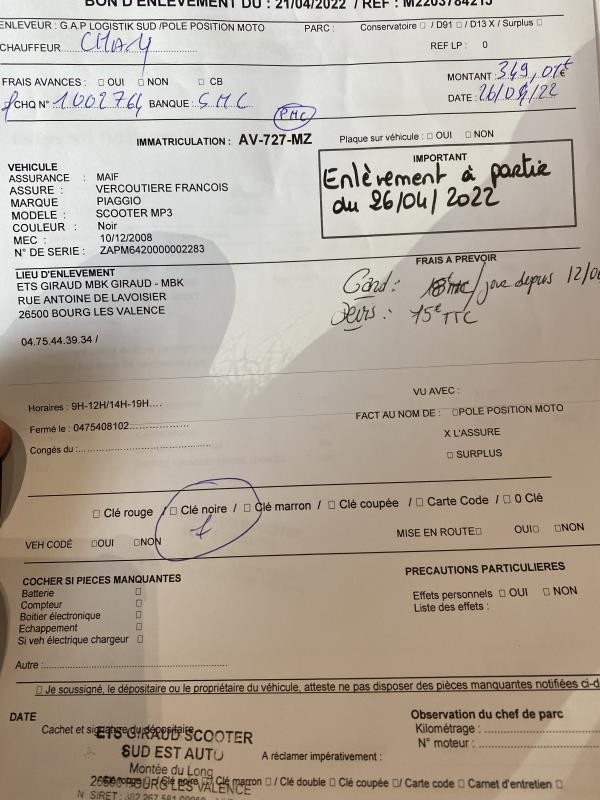 BON D'ENLEVEMENT DU : 21/04/2022 / REF : M2203784215
ENLEVEUR : G.A.P LOGISTIK SUD /POLE POSITION MOTO PARC : Conservatoire □ / D91 □ / D13 X / Surplus □
CHAUFFEUR REF LP : 0
FRAIS AVANCES : □ OUI □ NON □ CB MONTANT : 349,01€
CHQ N° 1002764 BANQUE : SMC DATE : 26/04/22
PMC
IMMATRICULATION : AV-727-MZ Plaque sur véhicule : □ OUI □ NON
VEHICULE
ASSURANCE : MAIF
ASSURE : VERCOUTIERE FRANCOIS
MARQUE : PIAGGIO
MODELE : SCOOTER MP3
COULEUR : Noir
MEC : 10/12/2008
N° DE SERIE : ZAPM6420000002283
IMPORTANT
Enlèvement à partir
du 26/04/2022
LIEU D'ENLEVEMENT
ETS GIRAUD MBK GIRAUD - MBK
RUE ANTOINE DE LAVOISIER
26500 BOURG LES VALENCE
04.75.44.39.34 /
FRAIS A PREVOIR
Gard : /jour depuis 12/0
Devis : 75€ TTC
Horaires : 9H-12H/14H-19H....
Fermé le : 0475408102
Congés du :
VU AVEC :
FACT AU NOM DE : □POLE POSITION MOTO
X L'ASSURE
□ SURPLUS
□ Clé rouge / □ Clé noire / □ Clé marron / □ Clé coupée / □ Carte Code / □ 0 Clé
1
VEH CODÉ □OUI □NON MISE EN ROUTE□ OUI□ □NON
COCHER SI PIECES MANQUANTES
Batterie □
Compteur □
Boitier électronique □
Echappement □
Si veh électrique chargeur □
Autre :
PRECAUTIONS PARTICULIERES
Effets personnels □ OUI □ NON
Liste des effets :
□ Je soussigné, le dépositaire ou le propriétaire du véhicule, atteste ne pas disposer des pièces manquantes notifiées ci-d
DATE
Cachet et signature du dépositaire
ETS GIRAUD SCOOTER
SUD EST AUTO
Montée du Long
26500 BOURG LES VALENCE
Observation du chef de parc
Kilométrage :
N° moteur :
A réclamer impérativement :
Clé rouge □ / Clé noire □ / Clé marron □ / Clé double □ Clé coupée □/ Carte code □ Carnet d'entretien □
N SIRET :